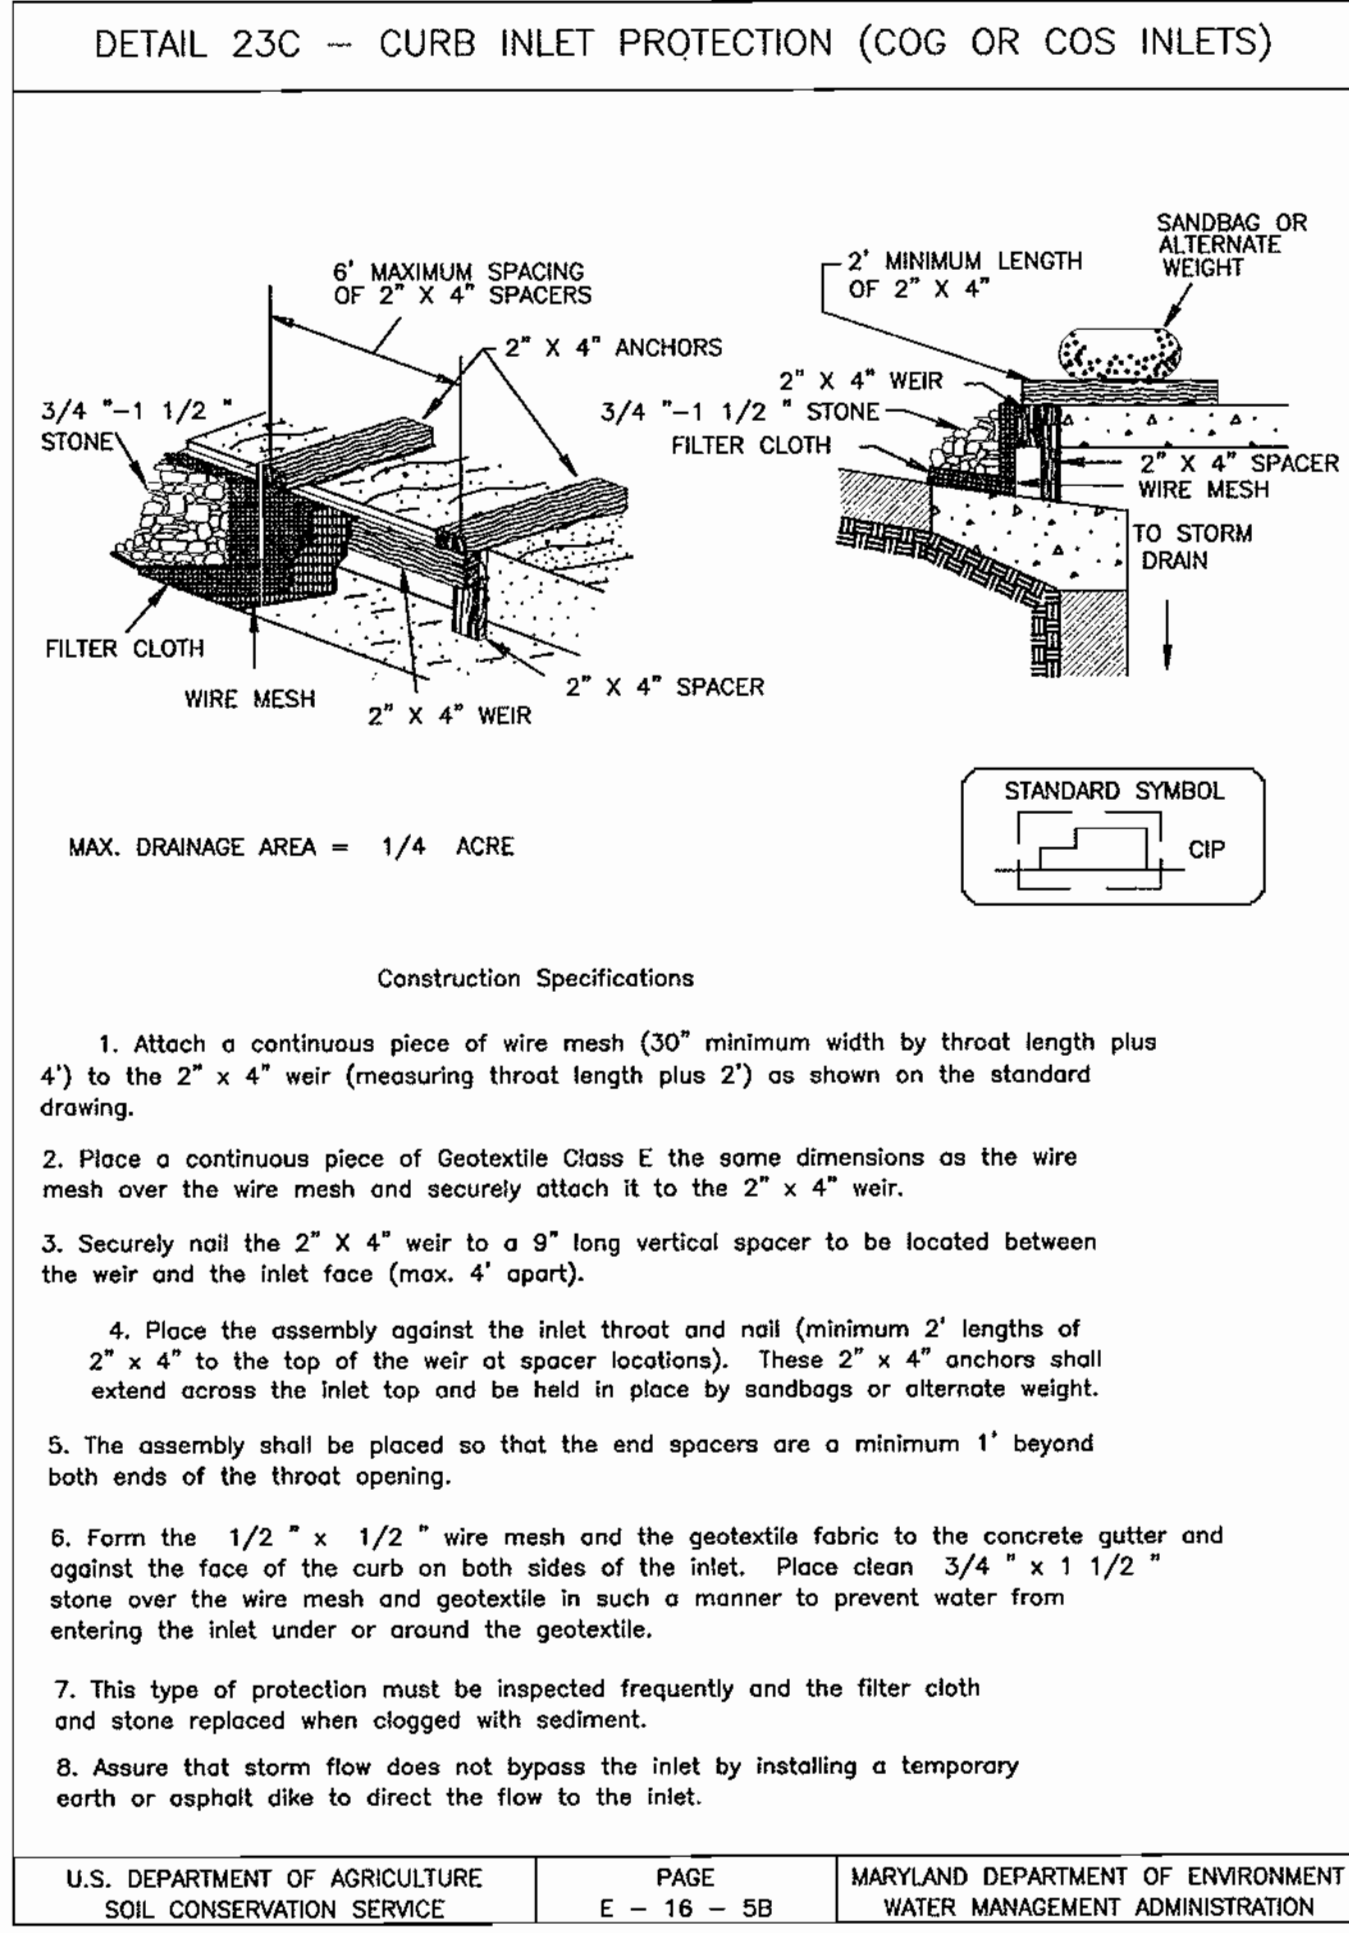 DETAIL 23C – CURB INLET PROTECTION (COG OR COS INLETS)
6' MAXIMUM SPACING
OF 2" X 4" SPACERS
2" X 4" ANCHORS
3/4 "–1 1/2 "
STONE
FILTER CLOTH
WIRE MESH
2" X 4" WEIR
2" X 4" SPACER
SANDBAG OR
ALTERNATE
WEIGHT
2' MINIMUM LENGTH
OF 2" X 4"
2" X 4" WEIR
3/4 "–1 1/2 " STONE
FILTER CLOTH
2" X 4" SPACER
WIRE MESH
TO STORM
DRAIN
STANDARD SYMBOL
CIP
MAX. DRAINAGE AREA = 1/4 ACRE
Construction Specifications
1. Attach a continuous piece of wire mesh (30" minimum width by throat length plus
4') to the 2" x 4" weir (measuring throat length plus 2') as shown on the standard
drawing.
2. Place a continuous piece of Geotextile Class E the same dimensions as the wire
mesh over the wire mesh and securely attach it to the 2" x 4" weir.
3. Securely nail the 2" X 4" weir to a 9" long vertical spacer to be located between
the weir and the inlet face (max. 4' apart).
4. Place the assembly against the inlet throat and nail (minimum 2' lengths of
2" x 4" to the top of the weir at spacer locations). These 2" x 4" anchors shall
extend across the inlet top and be held in place by sandbags or alternate weight.
5. The assembly shall be placed so that the end spacers are a minimum 1' beyond
both ends of the throat opening.
6. Form the 1/2 " x 1/2 " wire mesh and the geotextile fabric to the concrete gutter and
against the face of the curb on both sides of the inlet. Place clean 3/4 " x 1 1/2 "
stone over the wire mesh and geotextile in such a manner to prevent water from
entering the inlet under or around the geotextile.
7. This type of protection must be inspected frequently and the filter cloth
and stone replaced when clogged with sediment.
8. Assure that storm flow does not bypass the inlet by installing a temporary
earth or asphalt dike to direct the flow to the inlet.
U.S. DEPARTMENT OF AGRICULTURE
SOIL CONSERVATION SERVICE
PAGE
E – 16 – 5B
MARYLAND DEPARTMENT OF ENVIRONMENT
WATER MANAGEMENT ADMINISTRATION